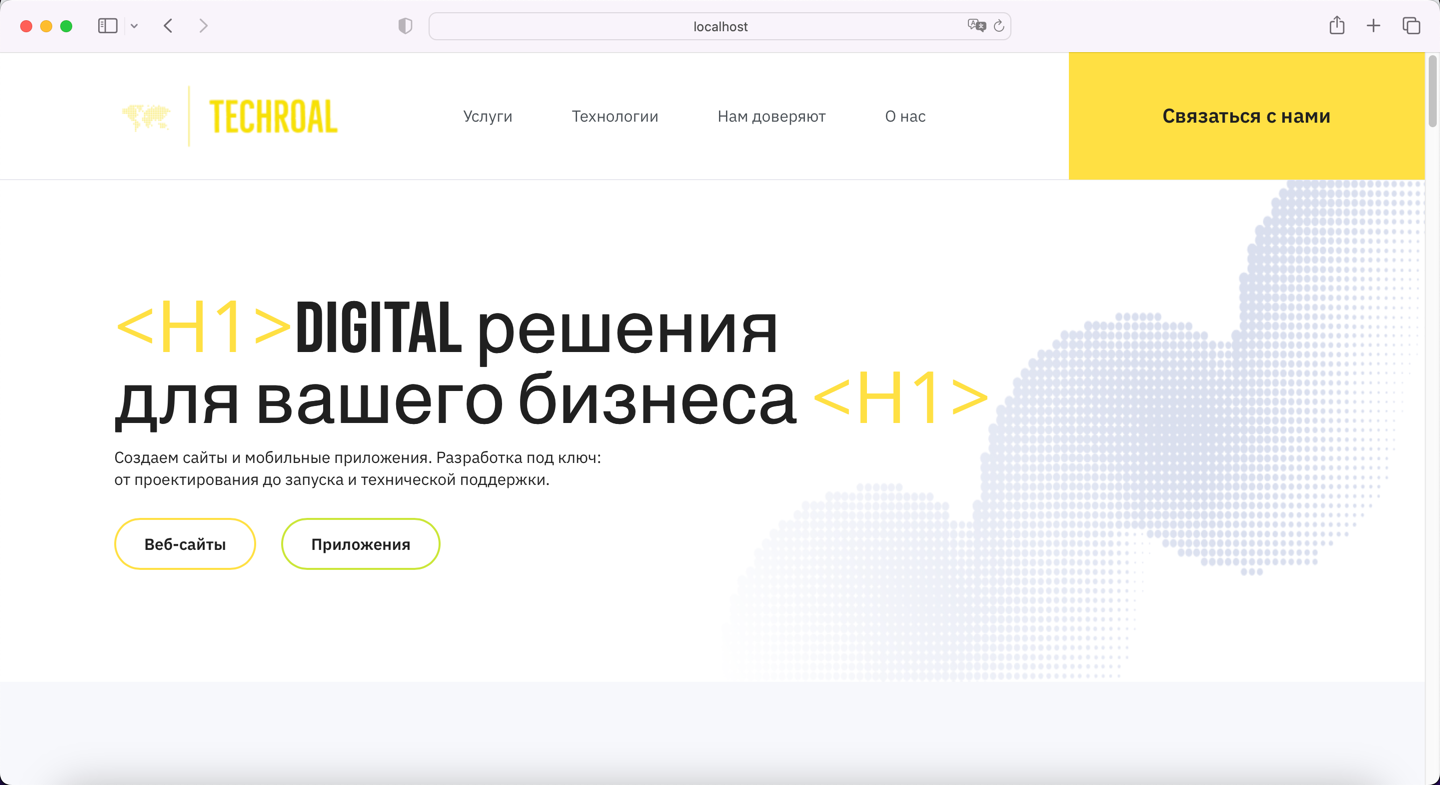 localhost
TECHROAL
Услуги
Технологии
Нам доверяют
О нас
Связаться с нами
<H1>DIGITAL решения
для вашего бизнеса <H1>
Создаем сайты и мобильные приложения. Разработка под ключ:
от проектирования до запуска и технической поддержки.
Веб-сайты
Приложения